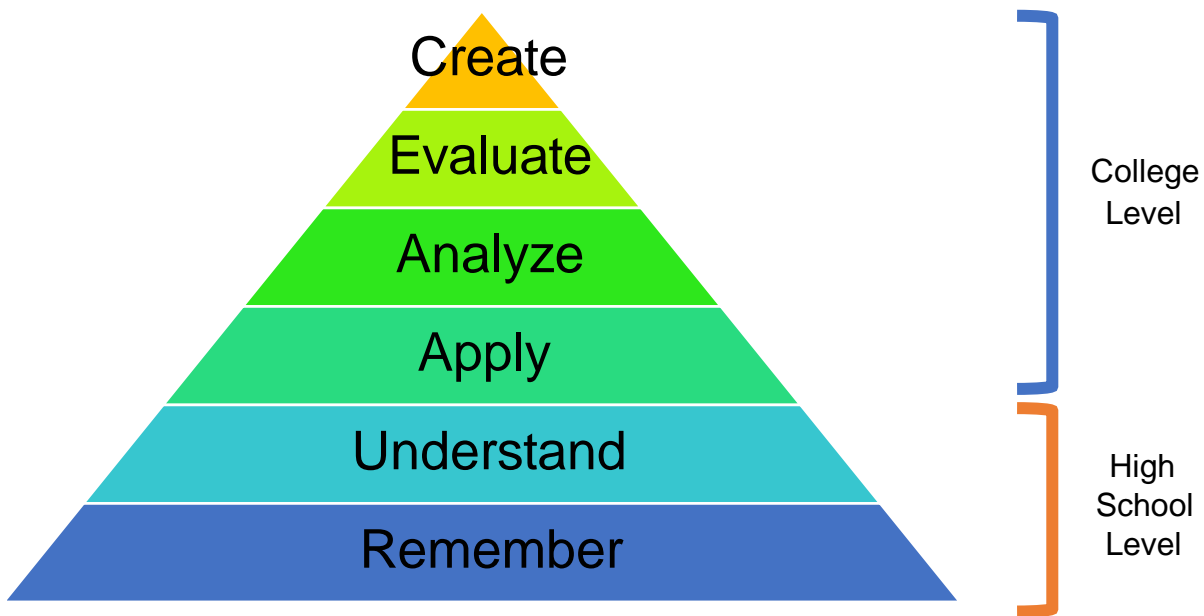 Create
Evaluate
Analyze
Apply
Understand
Remember
College
Level
High
School
Level